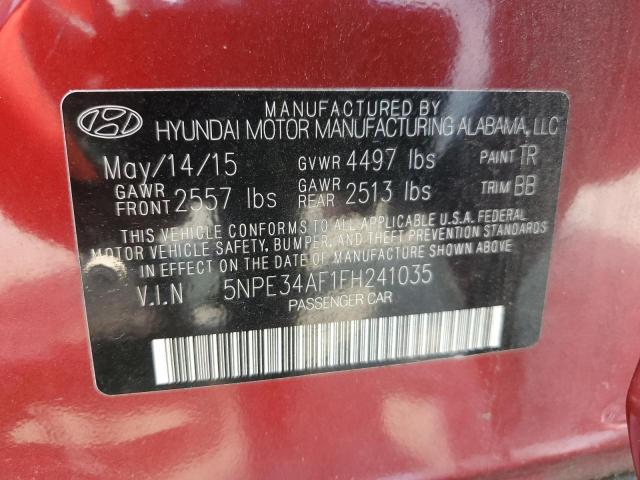 MANUFACTURED BY
HYUNDAI MOTOR MANUFACTURING ALABAMA, LLC
May/14/15 GVWR 4497 lbs PAINT TR
GAWR FRONT 2557 lbs GAWR REAR 2513 lbs TRIM BB
THIS VEHICLE CONFORMS TO ALL APPLICABLE U.S.A. FEDERAL
MOTOR VEHICLE SAFETY, BUMPER, AND THEFT PREVENTION STANDARDS
IN EFFECT ON THE DATE OF MANUFACTURE SHOWN ABOVE.
V.I.N 5NPE34AF1FH241035
PASSENGER CAR